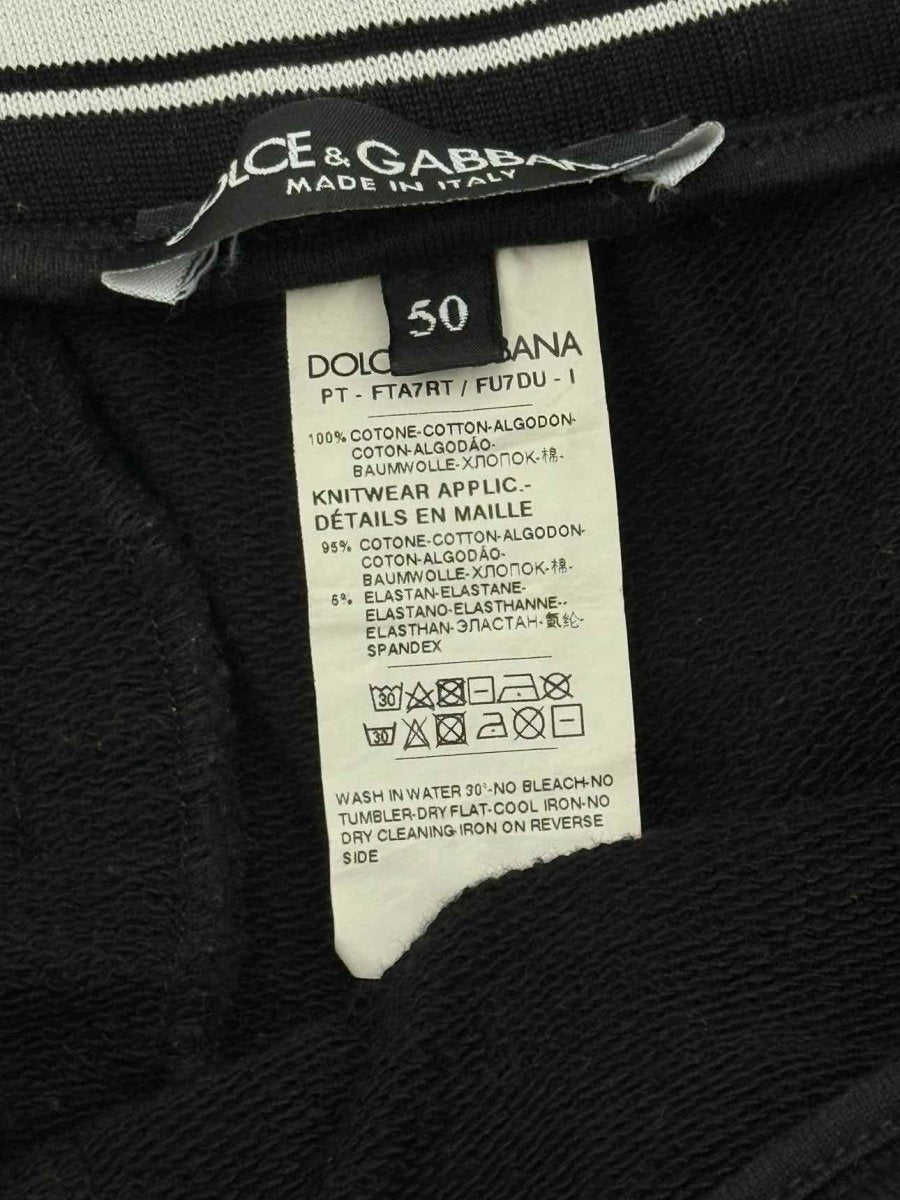 DOLCE & GABBANA
MADE IN ITALY
50
PT - FTA7RT / FU7DU - I
100% COTONE-COTTON-ALGODON-
COTON-ALGODÃO-
BAUMWOLLE-ХЛОПОК-棉-
KNITWEAR APPLIC.-
DÉTAILS EN MAILLE
95% COTONE-COTTON-ALGODON-
COTON-ALGODÃO-
BAUMWOLLE-ХЛОПОК-棉-
5% ELASTAN-ELASTANE-
ELASTANO-ELASTHANNE-
ELASTHAN-ЭЛАСТАН-氨纶-
SPANDEX
30
30
WASH IN WATER 30°-NO BLEACH-NO
TUMBLER-DRY FLAT-COOL IRON-NO
DRY CLEANING-IRON ON REVERSE
SIDE